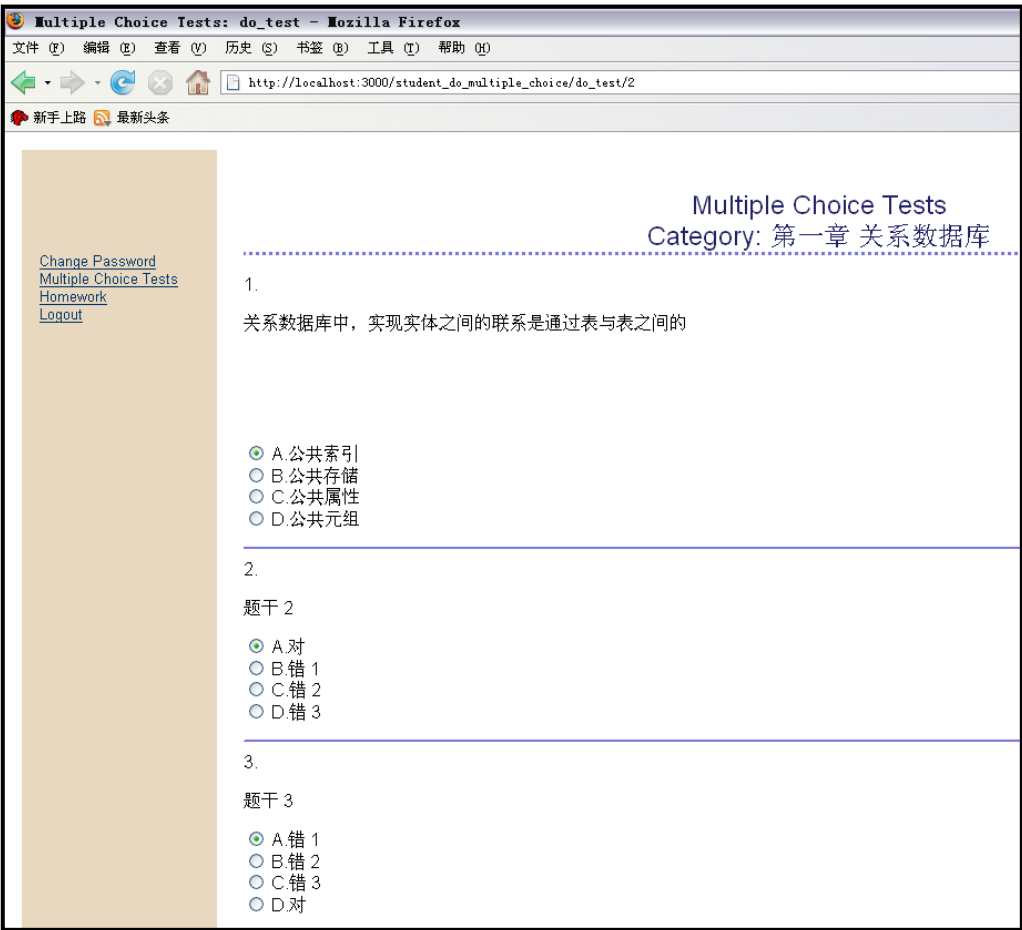 Multiple Choice Tests: do_test - Mozilla Firefox
文件 (F) 编辑 (E) 查看 (V) 历史 (S) 书签 (B) 工具 (T) 帮助 (H)
http://localhost:3000/student_do_multiple_choice/do_test/2
新手上路 最新头条
Multiple Choice Tests
Category: 第一章 关系数据库
Change Password
Multiple Choice Tests
Homework
Logout
1.
关系数据库中，实现实体之间的联系是通过表与表之间的
A.公共索引
B.公共存储
C.公共属性
D.公共元组
2.
题干 2
A.对
B.错 1
C.错 2
D.错 3
3.
题干 3
A.错 1
B.错 2
C.错 3
D.对